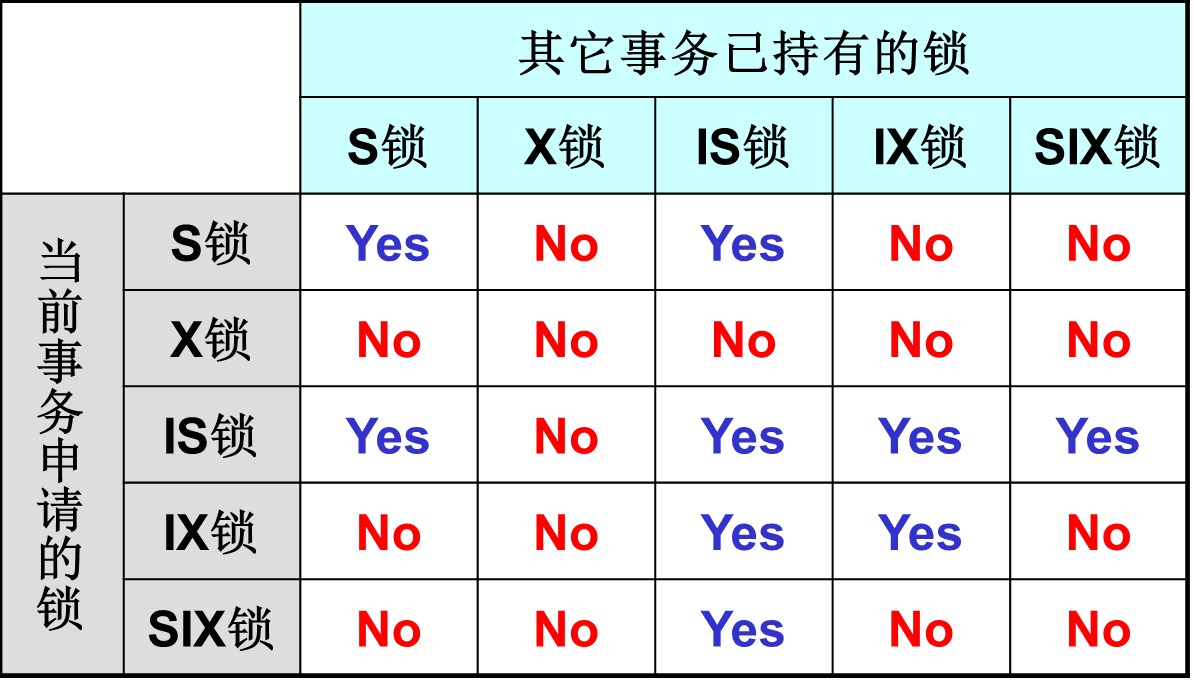 其它事务已持有的锁
S锁 X锁 IS锁 IX锁 SIX锁
当前事务申请的锁
S锁 Yes No Yes No No
X锁 No No No No No
IS锁 Yes No Yes Yes Yes
IX锁 No No Yes Yes No
SIX锁 No No Yes No No